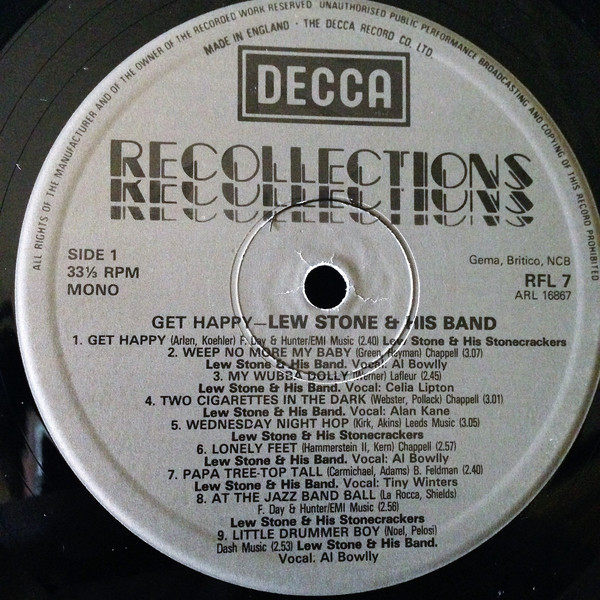 ALL RIGHTS OF THE MANUFACTURER AND OF THE OWNER OF THE RECORDED WORK RESERVED UNAUTHORISED PUBLIC PERFORMANCE BROADCASTING AND COPYING OF THIS RECORD PROHIBITED
MADE IN ENGLAND · THE DECCA RECORD CO. LTD.
DECCA
RECOLLECTIONS
SIDE 1
33⅓ RPM
MONO
Gema, Britico, NCB
RFL 7
ARL 16867
GET HAPPY—LEW STONE & HIS BAND
1. GET HAPPY (Arlen, Koehler) F. Day & Hunter/EMI Music (2.40) Lew Stone & His Stonecrackers
2. WEEP NO MORE MY BABY (Green, Heyman) Chappell (3.07)
Lew Stone & His Band. Vocal: Al Bowlly
3. MY WUBBA DOLLY (Werner) Lafleur (2.45)
Lew Stone & His Band. Vocal: Celia Lipton
4. TWO CIGARETTES IN THE DARK (Webster, Pollack) Chappell (3.01)
Lew Stone & His Band. Vocal: Alan Kane
5. WEDNESDAY NIGHT HOP (Kirk, Akins) Leeds Music (3.05)
Lew Stone & His Stonecrackers
6. LONELY FEET (Hammerstein II, Kern) Chappell (2.57)
Lew Stone & His Band. Vocal: Al Bowlly
7. PAPA TREE-TOP TALL (Carmichael, Adams) B. Feldman (2.40)
Lew Stone & His Band. Vocal: Tiny Winters
8. AT THE JAZZ BAND BALL (La Rocca, Shields)
F. Day & Hunter/EMI Music (2.56)
Lew Stone & His Stonecrackers
9. LITTLE DRUMMER BOY (Noel, Pelosi)
Dash Music (2.53) Lew Stone & His Band.
Vocal: Al Bowlly